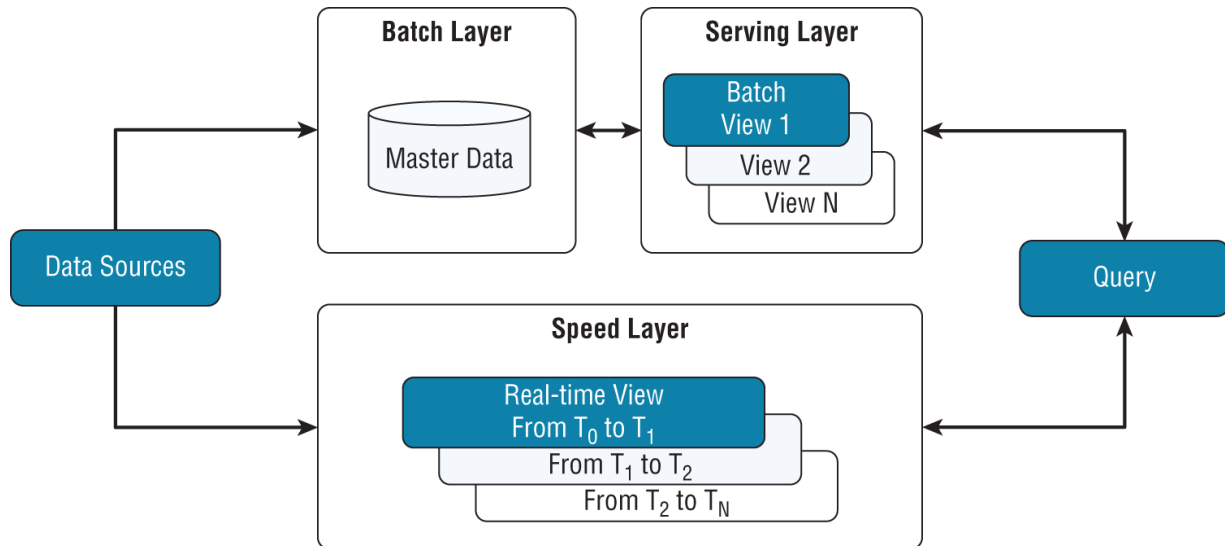 Batch Layer
Master Data
Serving Layer
Batch
View 1
View 2
View N
Data Sources
Query
Speed Layer
Real-time View
From T₀ to T₁
From T₁ to T₂
From T₂ to Tₙ